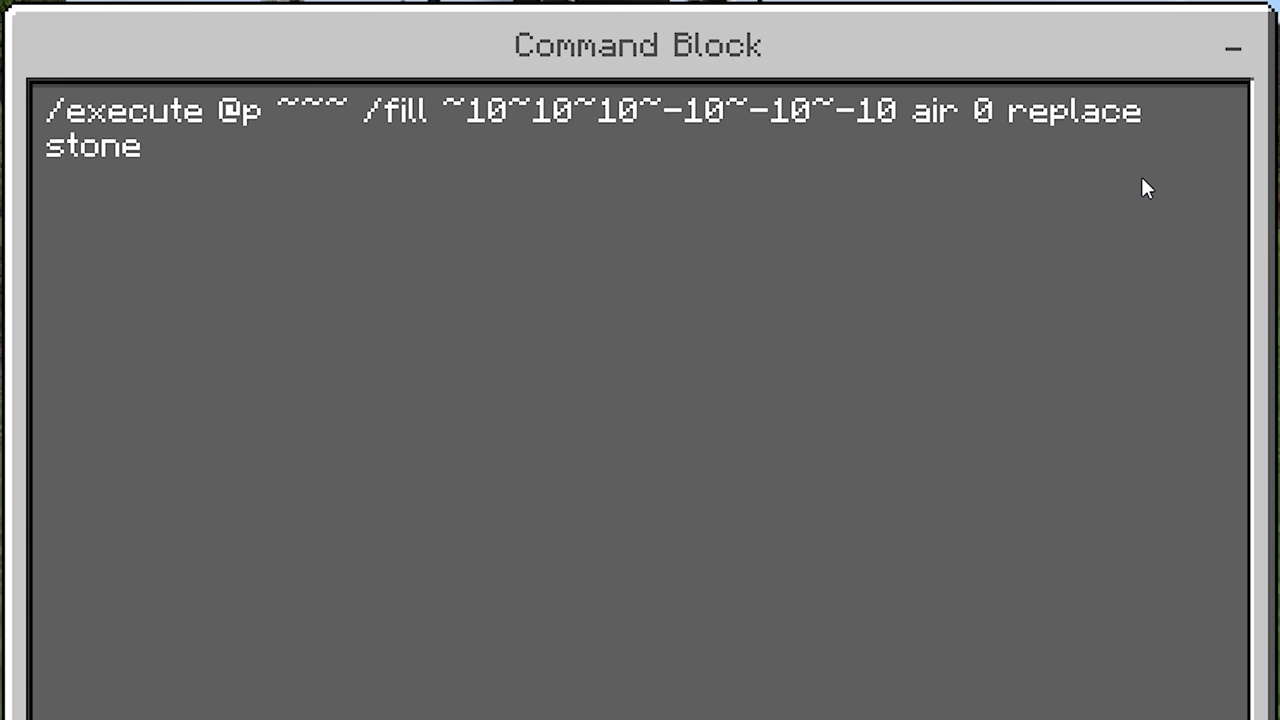 Command Block
/execute @p ~~~ /fill ~10~10~10~-10~-10~-10 air 0 replace
stone